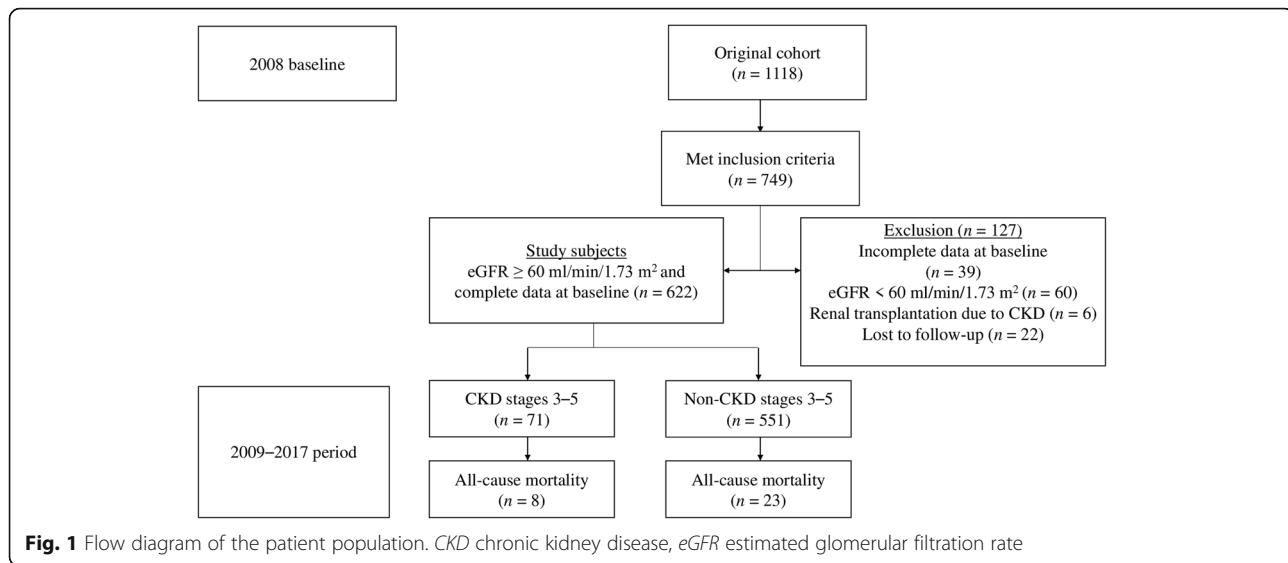 2008 baseline
Original cohort
(n = 1118)
Met inclusion criteria
(n = 749)
Study subjects
eGFR ≥ 60 ml/min/1.73 m² and
complete data at baseline (n = 622)
Exclusion (n = 127)
Incomplete data at baseline
(n = 39)
eGFR < 60 ml/min/1.73 m² (n = 60)
Renal transplantation due to CKD (n = 6)
Lost to follow-up (n = 22)
2009–2017 period
CKD stages 3–5
(n = 71)
Non-CKD stages 3–5
(n = 551)
All-cause mortality
(n = 8)
All-cause mortality
(n = 23)
Fig. 1 Flow diagram of the patient population. CKD chronic kidney disease, eGFR estimated glomerular filtration rate